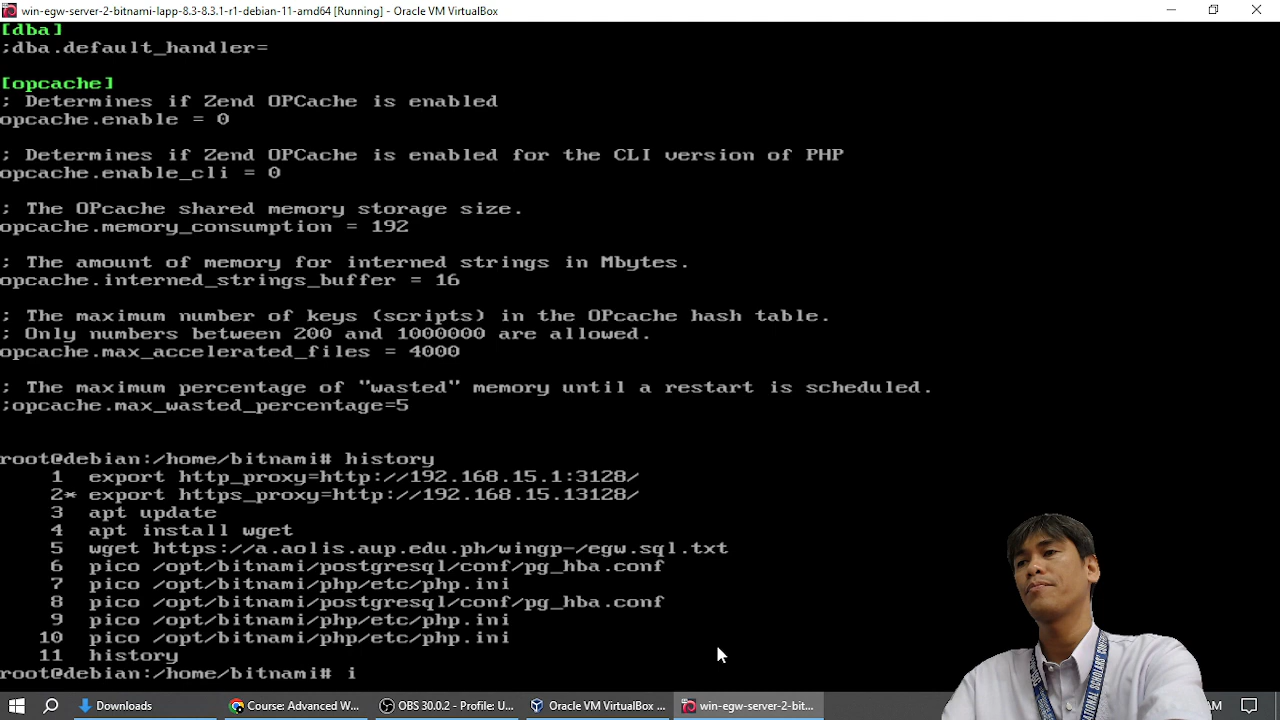 win-egw-server-2-bitnami-lapp-8.3-8.3.1-r1-debian-11-amd64 [Running] - Oracle VM VirtualBox
[dba]
;dba.default_handler=
[opcache]
; Determines if Zend OPCache is enabled
opcache.enable = 0
; Determines if Zend OPCache is enabled for the CLI version of PHP
opcache.enable_cli = 0
; The OPcache shared memory storage size.
opcache.memory_consumption = 192
; The amount of memory for interned strings in Mbytes.
opcache.interned_strings_buffer = 16
; The maximum number of keys (scripts) in the OPcache hash table.
; Only numbers between 200 and 1000000 are allowed.
opcache.max_accelerated_files = 4000
; The maximum percentage of "wasted" memory until a restart is scheduled.
;opcache.max_wasted_percentage=5
root@debian:/home/bitnami# history
1 export http_proxy=http://192.168.15.1:3128/
2* export https_proxy=http://192.168.15.13128/
3 apt update
4 apt install wget
5 wget https://a.aolis.aup.edu.ph/wingp-/egw.sql.txt
6 pico /opt/bitnami/postgresql/conf/pg_hba.conf
7 pico /opt/bitnami/php/etc/php.ini
8 pico /opt/bitnami/postgresql/conf/pg_hba.conf
9 pico /opt/bitnami/php/etc/php.ini
10 pico /opt/bitnami/php/etc/php.ini
11 history
root@debian:/home/bitnami# i
Downloads
Course: Advanced W...
OBS 30.0.2 - Profile: U...
Oracle VM VirtualBox ...
win-egw-server-2-bit...